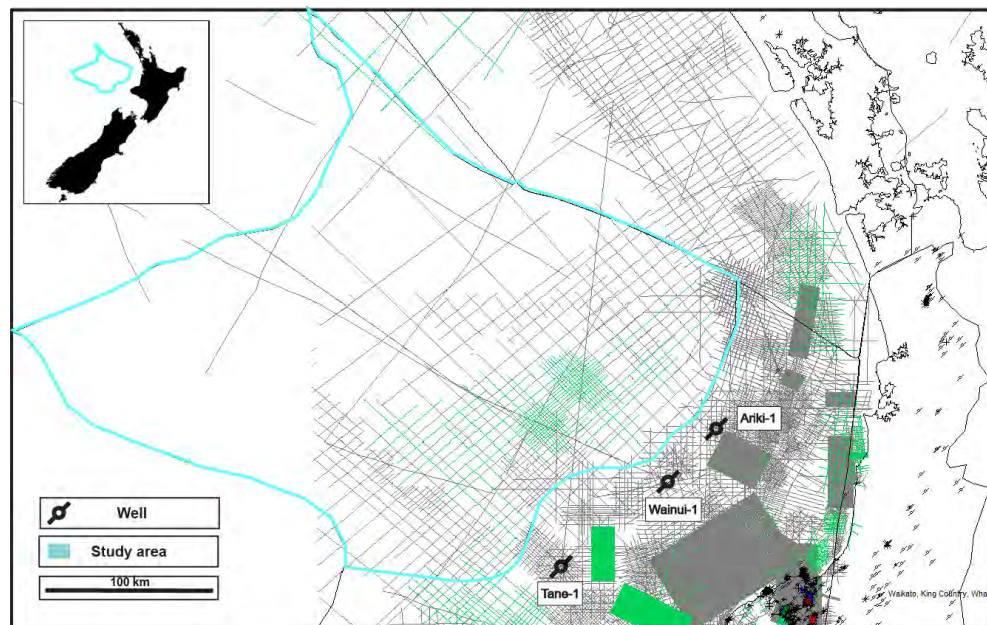 Ariki-1
Wainui-1
Tane-1
Well
Study area
100 km
Waikato, King Country, Wha